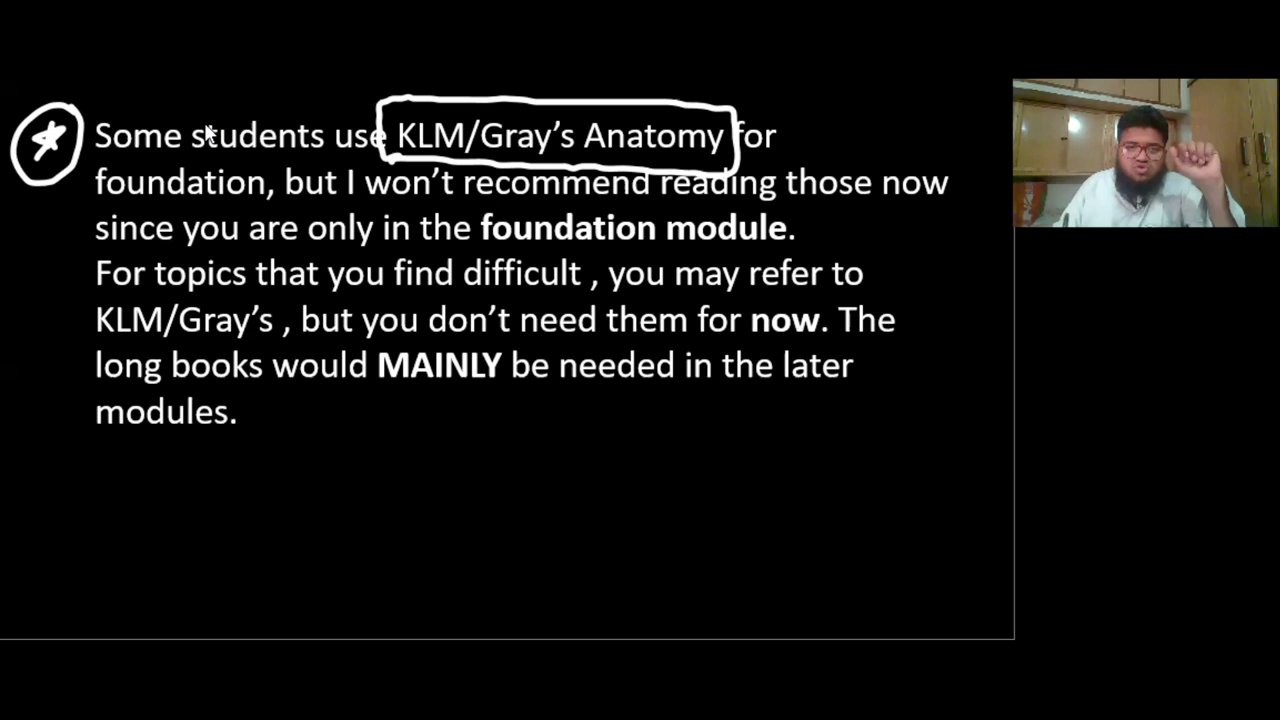 Some students use KLM/Gray’s Anatomy for
foundation, but I won’t recommend reading those now
since you are only in the foundation module.
For topics that you find difficult , you may refer to
KLM/Gray’s , but you don’t need them for now. The
long books would MAINLY be needed in the later
modules.